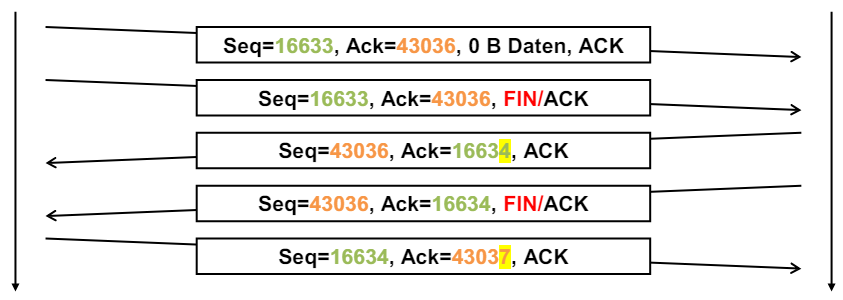 Seq=16633, Ack=43036, 0 B Daten, ACK
Seq=16633, Ack=43036, FIN/ACK
Seq=43036, Ack=16634, ACK
Seq=43036, Ack=16634, FIN/ACK
Seq=16634, Ack=43037, ACK